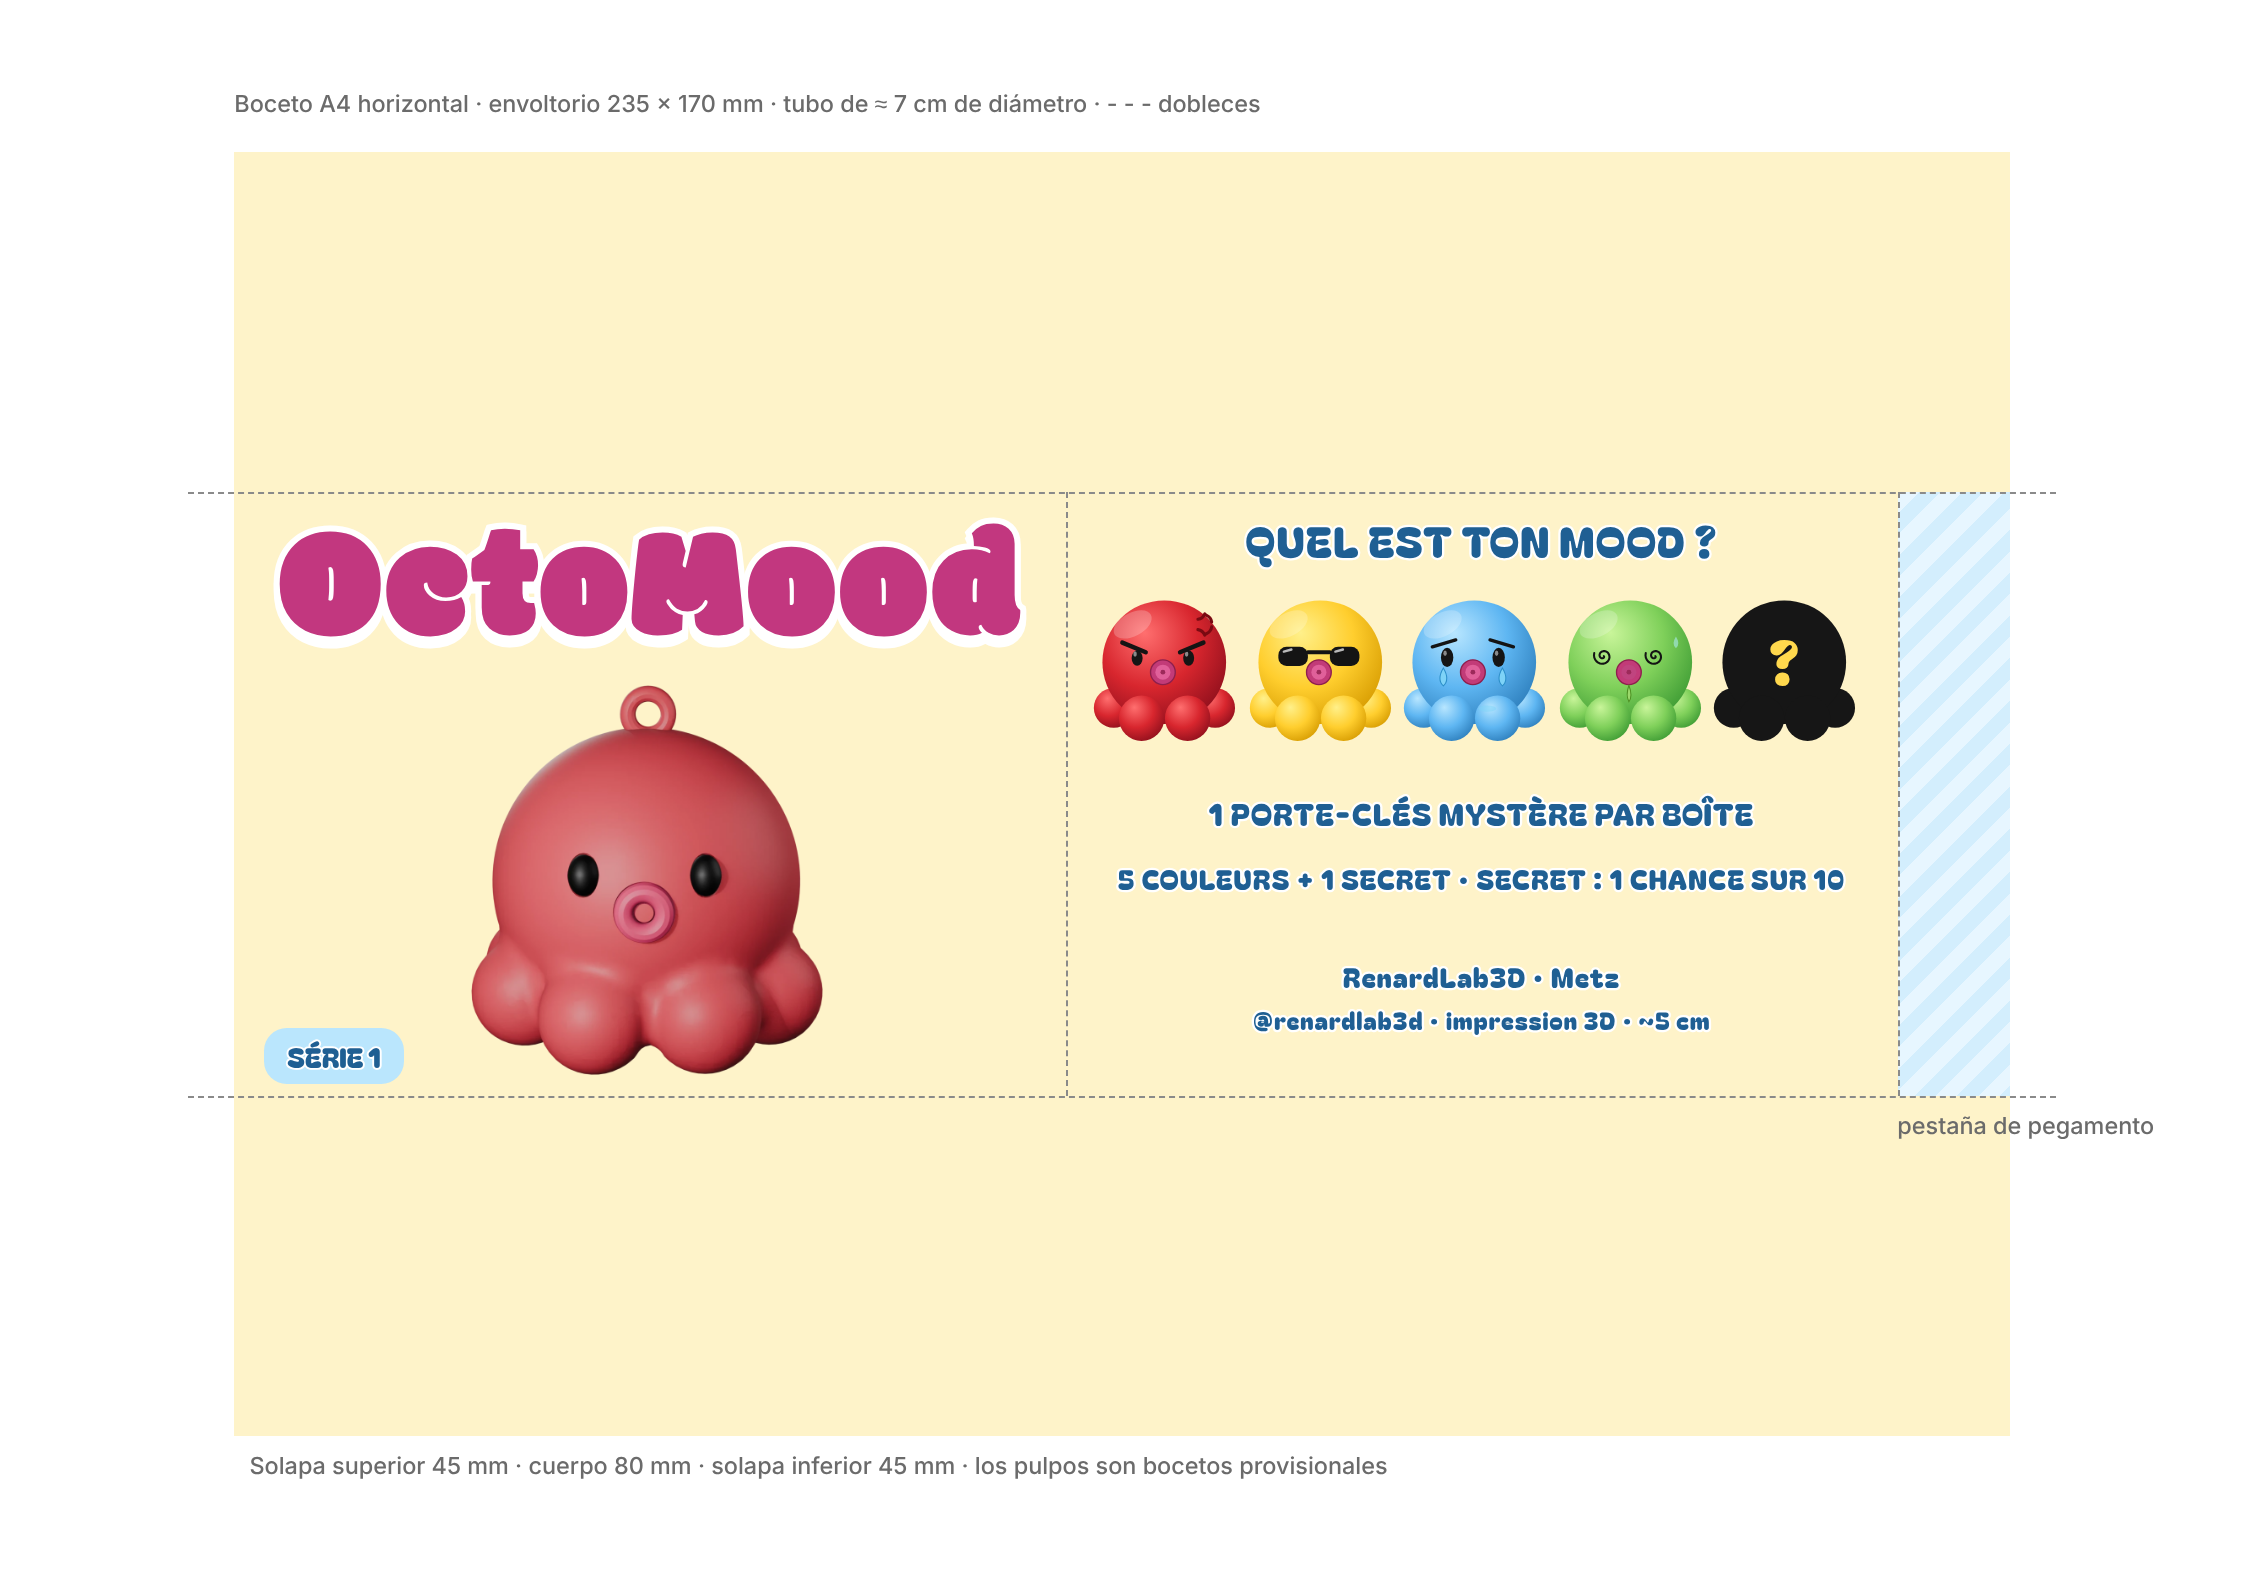 Boceto A4 horizontal · envoltorio 235 × 170 mm · tubo de ≈ 7 cm de diámetro · - - - dobleces
OctoMood
SÉRIE 1
QUEL EST TON MOOD ?
?
1 PORTE-CLÉS MYSTÈRE PAR BOÎTE
5 COULEURS + 1 SECRET · SECRET : 1 CHANCE SUR 10
RenardLab3D · Metz
@renardlab3d · impression 3D · ~5 cm
pestaña de pegamento
Solapa superior 45 mm · cuerpo 80 mm · solapa inferior 45 mm · los pulpos son bocetos provisionales